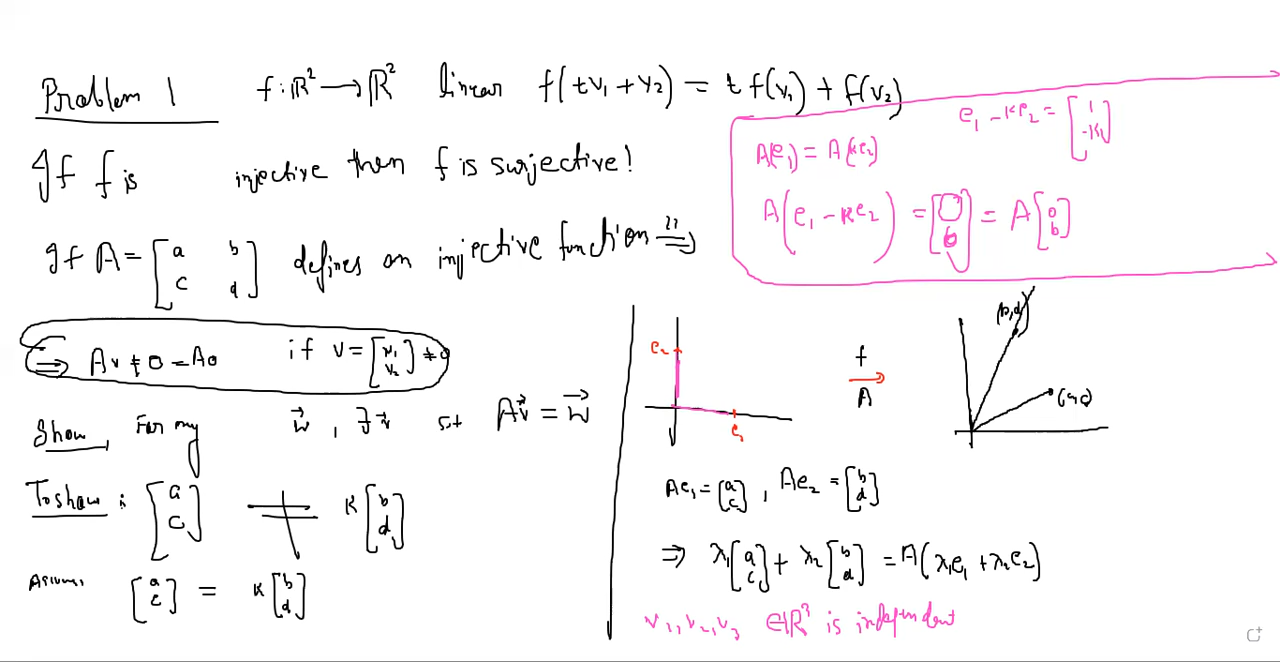 Problem 1 f: ℝ² → ℝ² linear f(tv₁ + v₂) = t f(v₁) + f(v₂)
If f is injective then f is surjective!
If A = [a b; c d] defines an injective function ⇒
⇒ Av ≠ 0 = A0 if v = [v₁; v₂] ≠ 0
Show, For any w⃗, ∃ v⃗ s.t Av⃗ = w⃗
To show: [a; c] ≠ K [b; d]
Assume [a; c] = K [b; d]
e₁ - Ke₂ = [1; -K]
A(e₁) = A(Ke₂)
A(e₁ - Ke₂) = [0; 0] = A [0; 0]
e₂
e₁
f
A
(b,d)
(a,c)
Ae₁ = [a; c], Ae₂ = [b; d]
⇒ λ₁ [a; c] + λ₂ [b; d] = A(λ₁e₁ + λ₂e₂)
v₁, v₂, v₃ ∈ ℝ³ is independent